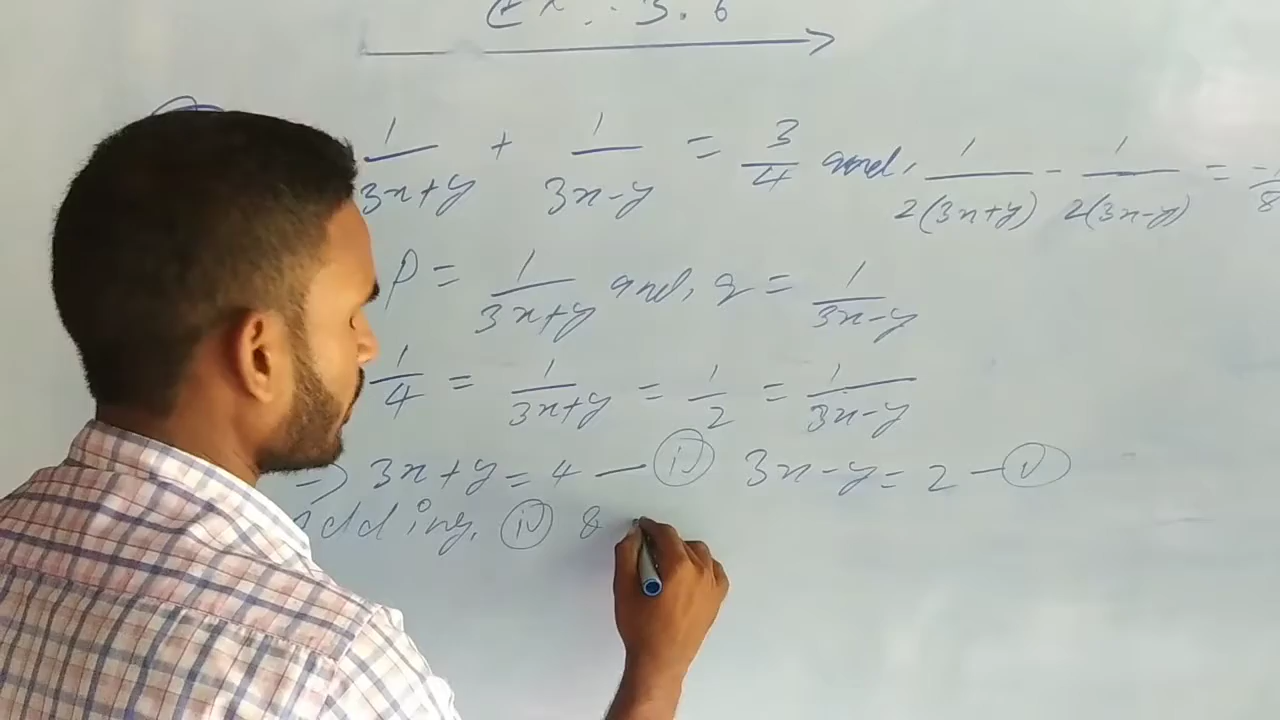 Ex. : 3.6
1/(3x+y) + 1/(3x-y) = 3/4 and, 1/(2(3x+y)) - 1/(2(3x-y)) = -1/8
p = 1/(3x+y) and, q = 1/(3x-y)
1/4 = 1/(3x+y) = 1/2 = 1/(3x-y)
⇒ 3x+y = 4 — (iv) 3x-y = 2 — (v)
Adding, (iv) &